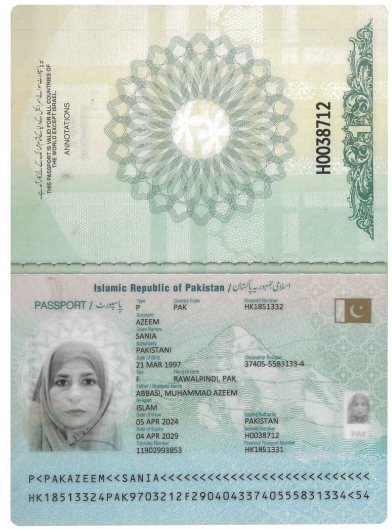 THIS PASSPORT IS VALID FOR ALL COUNTRIES OF
THE WORLD EXCEPT ISRAEL
ANNOTATIONS
H0038712
Islamic Republic of Pakistan / اسلامی جمہوریہ پاکستان
PASSPORT / پاسپورٹ
Type Country Code Passport Number
P PAK HK1851332
Surname
AZEEM
Given Names
SANIA
Nationality
PAKISTANI
Date of Birth Citizenship Number
21 MAR 1997 37405-5583133-4
Sex Place of Birth
F RAWALPINDI, PAK
Father / Husband Name
ABBASI, MUHAMMAD AZEEM
Religion
ISLAM
Date of Issue Issuing Authority
05 APR 2024 PAKISTAN
Date of Expiry Booklet Number
04 APR 2029 H0038712
Tracking Number Previous Passport Number
11902993853 HK1851331
PAK
P<PAKAZEEM<<SANIA<<<<<<<<<<<<<<<<<<<<<<<<<<<
HK18513324PAK9703212F29040433740555831334<54